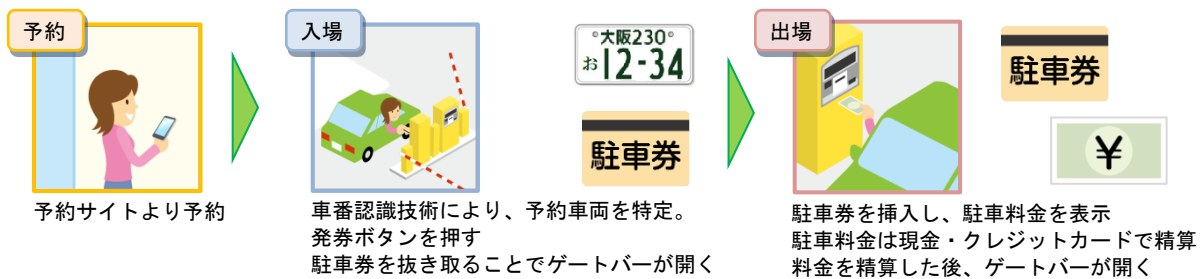 予約
予約サイトより予約
入場
大阪230
お 12-34
駐車券
車番認識技術により、予約車両を特定。
発券ボタンを押す
駐車券を抜き取ることでゲートバーが開く
出場
駐車券
¥
駐車券を挿入し、駐車料金を表示
駐車料金は現金・クレジットカードで精算
料金を精算した後、ゲートバーが開く